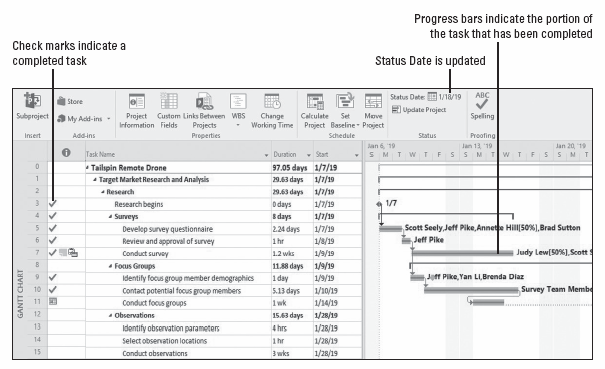 Progress bars indicate the portion of the task that has been completed
Check marks indicate a completed task
Status Date is updated
Subproject
Store
My Add-ins
Project Information
Custom Fields
Links Between Projects
WBS
Change Working Time
Calculate Project
Set Baseline
Move Project
Status Date: 1/18/19
Update Project
ABC
Spelling
Insert
Add-ins
Properties
Schedule
Status
Proofing
Task Name Duration Start
Jan 6, '19 Jan 13, '19 Jan 20, '19
S M T W T F S S M T W T F S S M T
0 Tailspin Remote Drone 97.05 days 1/7/19
1 Target Market Research and Analysis 29.63 days 1/7/19
2 Research 29.63 days 1/7/19
3 Research begins 0 days 1/7/19 1/7
4 Surveys 8 days 1/7/19
5 Develop survey questionnaire 2.24 days 1/7/19 Scott Seely,Jeff Pike,Annette Hill[50%],Brad Sutton
6 Review and approval of survey 1 hr 1/8/19 Jeff Pike
7 Conduct survey 1.2 wks 1/9/19 Judy Lew[50%],Scott S
8 Focus Groups 11.88 days 1/9/19
9 Identify focus group member demographics 1 day 1/9/19 Jeff Pike,Yan Li,Brenda Diaz
10 Contact potential focus group members 5.13 days 1/10/19 Survey Team Membe
11 Conduct focus groups 1 wk 1/14/19
12 Observations 15.63 days 1/28/19
13 Identify observation parameters 4 hrs 1/28/19
14 Select observation locations 1 hr 1/28/19
15 Conduct observations 3 wks 1/28/19
GANTT CHART